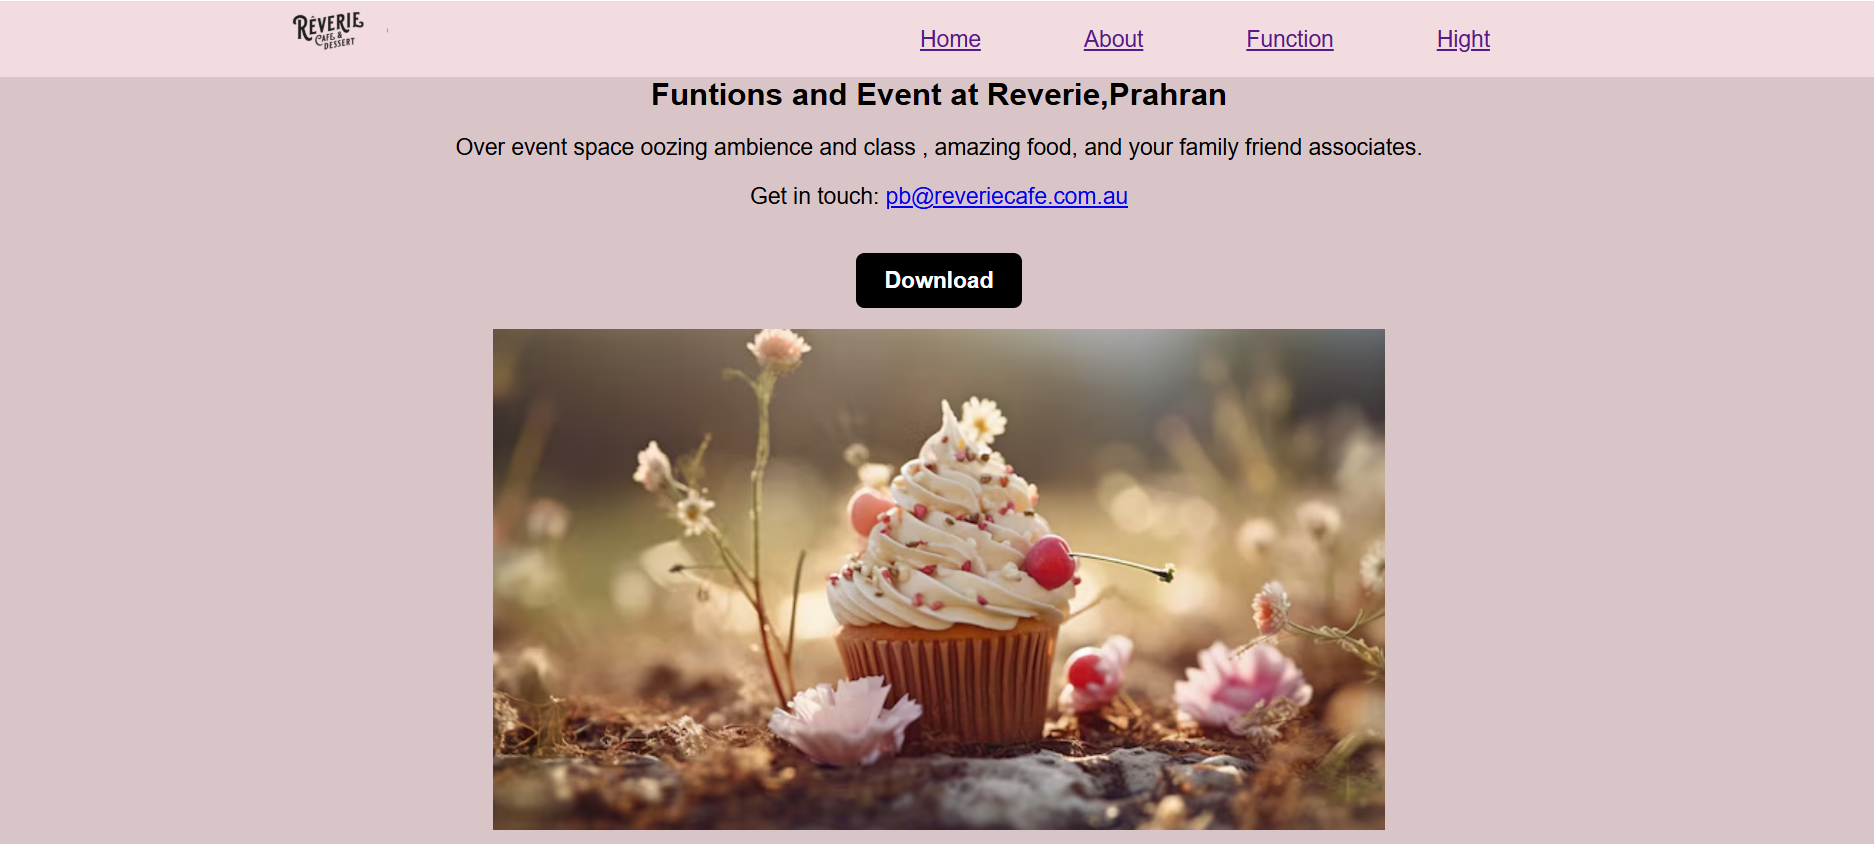 RÊVERIE
CAFE &
DESSERT
Home About Function Hight
Funtions and Event at Reverie,Prahran
Over event space oozing ambience and class , amazing food, and your family friend associates.
Get in touch: pb@reveriecafe.com.au
Download